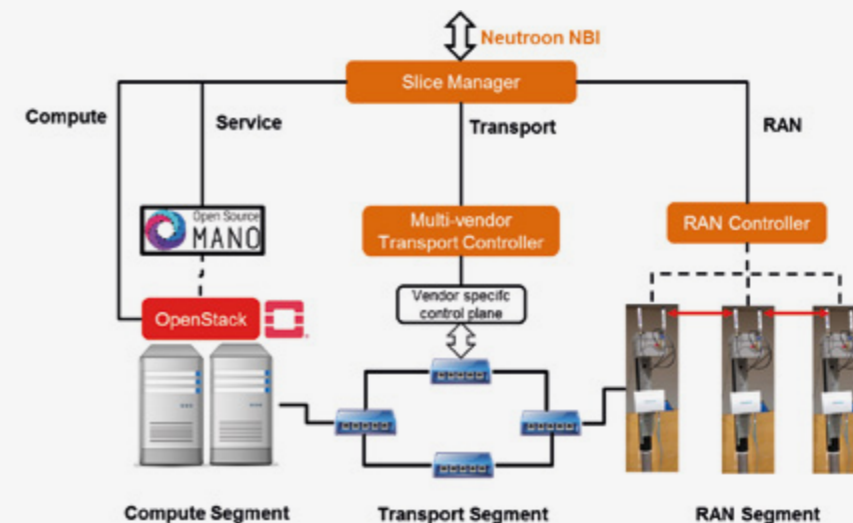 Neutroon NBI
Slice Manager
Compute
Service
Transport
RAN
Open Source
MANO
Multi-vendor
Transport Controller
RAN Controller
Vendor specifc
control plane
OpenStack
Compute Segment
Transport Segment
RAN Segment